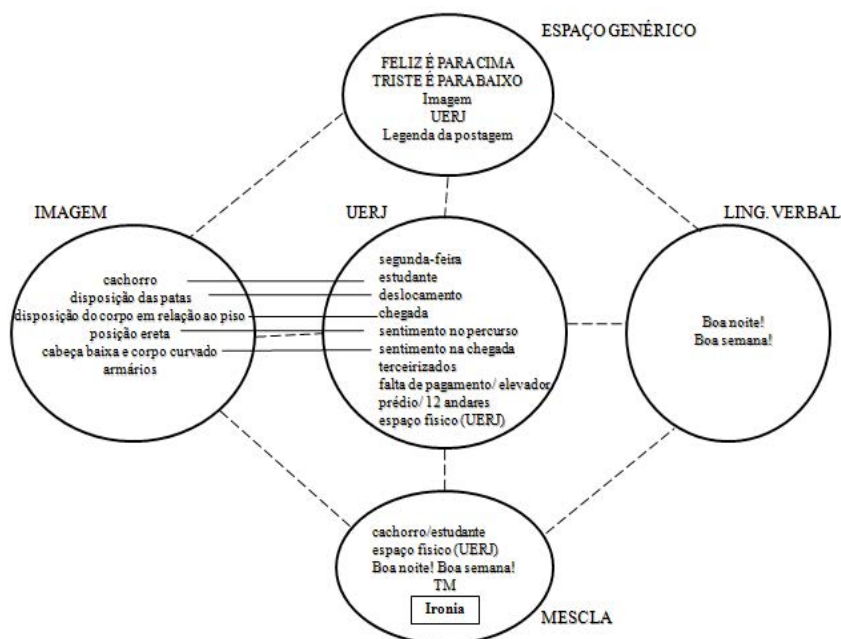 ESPAÇO GENÉRICO
FELIZ É PARA CIMA
TRISTE É PARA BAIXO
Imagem
UERJ
Legenda da postagem
IMAGEM
cachorro
disposição das patas
disposição do corpo em relação ao piso
posição ereta
cabeça baixa e corpo curvado
armários
UERJ
segunda-feira
estudante
deslocamento
chegada
sentimento no percurso
sentimento na chegada
terceirizados
falta de pagamento/ elevador
prédio/ 12 andares
espaço físico (UERJ)
LING. VERBAL
Boa noite!
Boa semana!
cachorro/estudante
espaço físico (UERJ)
Boa noite! Boa semana!
TM
Ironia
MESCLA